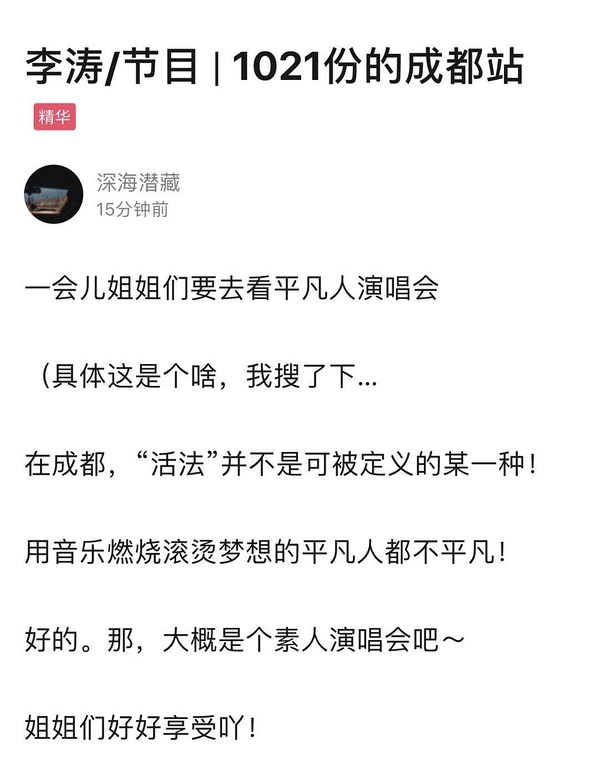 李涛/节目 | 1021份的成都站
精华
深海潜藏
15分钟前
一会儿姐姐们要去看平凡人演唱会
（具体这是个啥，我搜了下...
在成都，“活法”并不是可被定义的某一种！
用音乐燃烧滚烫梦想的平凡人都不平凡！
好的。那，大概是个素人演唱会吧～
姐姐们好好享受吖！